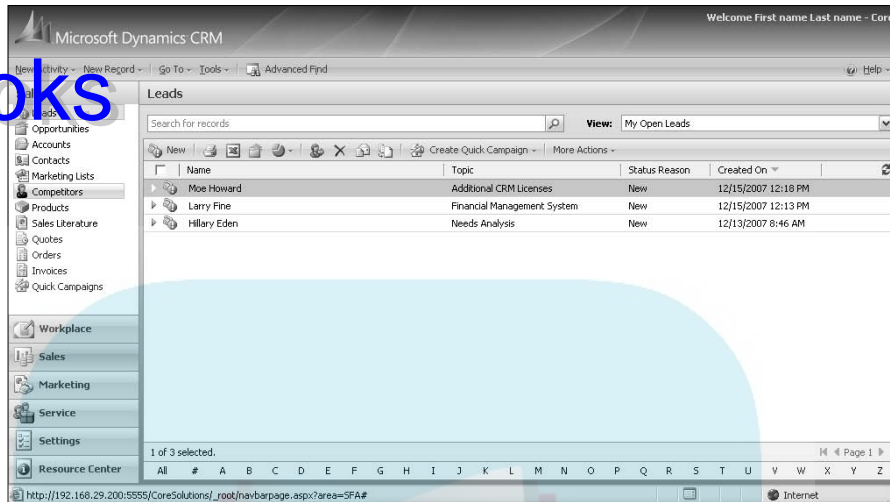 Welcome First name Last name - Core
Microsoft Dynamics CRM
New Activity New Record Go To Tools Advanced Find Help
oks
Leads
Leads
Opportunities
Accounts
Contacts
Marketing Lists
Competitors
Products
Sales Literature
Quotes
Orders
Invoices
Quick Campaigns
Workplace
Sales
Marketing
Service
Settings
Resource Center
Search for records View: My Open Leads
New Create Quick Campaign More Actions
Name Topic Status Reason Created On
Moe Howard Additional CRM Licenses New 12/15/2007 12:18 PM
Larry Fine Financial Management System New 12/15/2007 12:13 PM
Hillary Eden Needs Analysis New 12/13/2007 8:46 AM
1 of 3 selected. Page 1
All # A B C D E F G H I J K L M N O P Q R S T U V W X Y Z
http://192.168.29.200:5555/CoreSolutions/_root/navbarpage.aspx?area=SFA# Internet